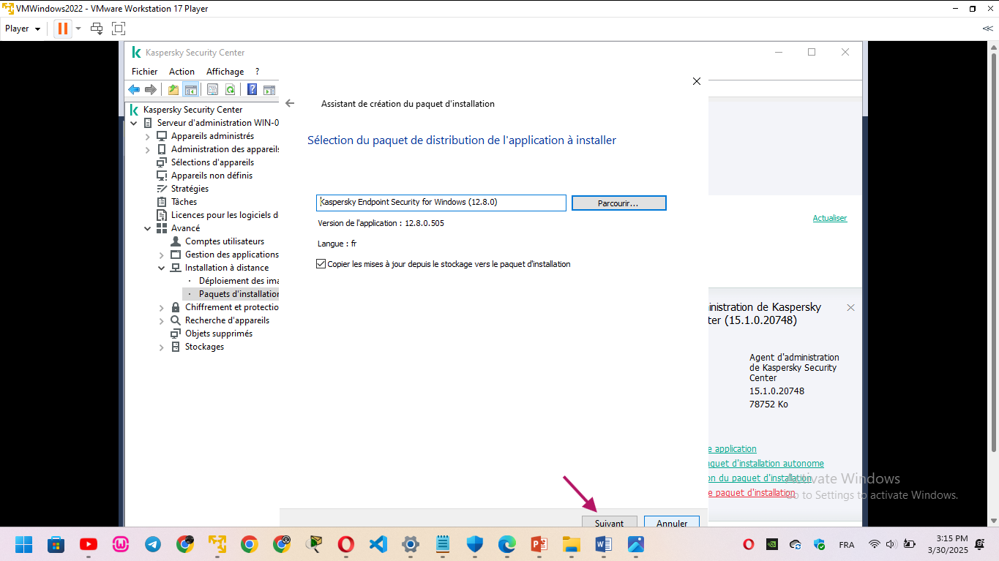 VMWindows2022 - VMware Workstation 17 Player
Player
Kaspersky Security Center
Fichier Action Affichage ?
Assistant de création du paquet d'installation
Sélection du paquet de distribution de l'application à installer
Kaspersky Endpoint Security for Windows (12.8.0)
Parcourir...
Version de l'application : 12.8.0.505
Langue : fr
Copier les mises à jour depuis le stockage vers le paquet d'installation
Suivant
Annuler
Kaspersky Security Center
Serveur d'administration WIN-0
Appareils administrés
Administration des appareils
Sélections d'appareils
Appareils non définis
Stratégies
Tâches
Licences pour les logiciels d
Avancé
Comptes utilisateurs
Gestion des applications
Installation à distance
Déploiement des ima
Paquets d'installation
Chiffrement et protectio
Recherche d'appareils
Objets supprimés
Stockages
Actualiser
inistration de Kaspersky
ter (15.1.0.20748)
Agent d'administration
de Kaspersky Security
Center
15.1.0.20748
78752 Ko
e application
aquet d'installation autonome
on du paquet d'installation
e paquet d'installation
Activate Windows
Go to Settings to activate Windows.
FRA
3:15 PM
3/30/2025